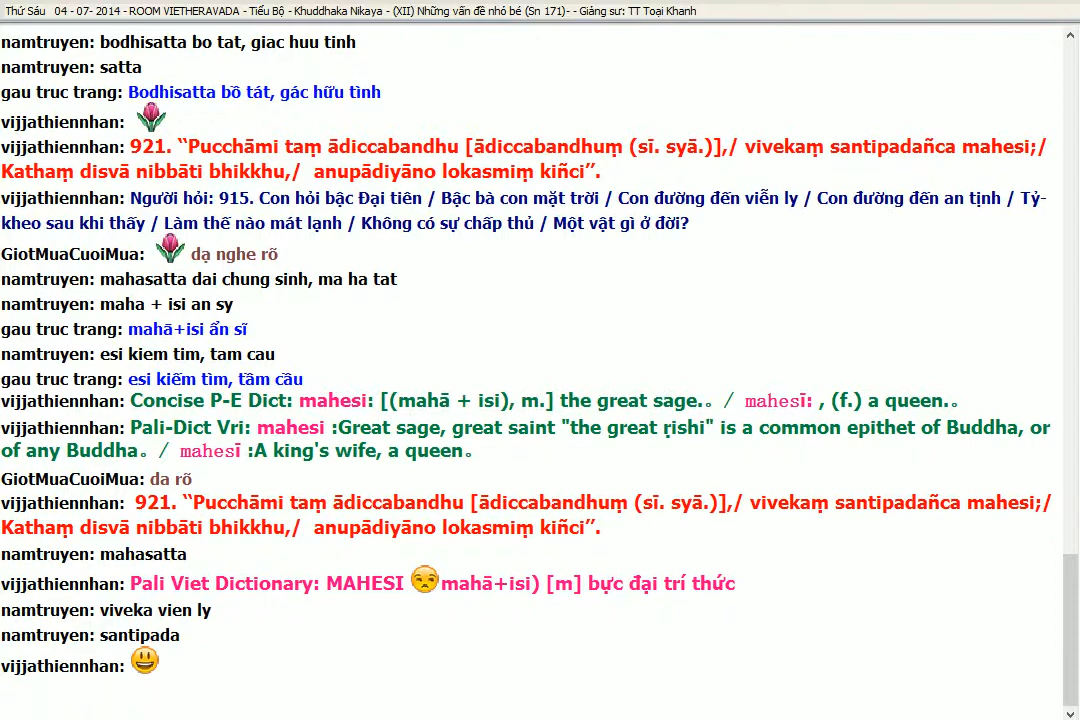 Thứ Sáu 04 - 07- 2014 - ROOM VIETHERAVADA - Tiểu Bộ - Khuddhaka Nikaya - (XII) Những vấn đề nhỏ bé (Sn 171)- - Giảng sư: TT Toại Khanh
namtruyen: bodhisatta bo tat, giac huu tinh
namtruyen: satta
gau truc trang: Bodhisatta bồ tát, gác hữu tình
vijjathiennhan:
vijjathiennhan: 921. “Pucchāmi taṃ ādiccabandhu [ādiccabandhuṃ (sī. syā.)],/ vivekaṃ santipadañca mahesi;/
Kathaṃ disvā nibbāti bhikkhu,/ anupādiyāno lokasmiṃ kiñci”.
vijjathiennhan: Người hỏi: 915. Con hỏi bậc Đại tiên / Bậc bà con mặt trời / Con đường đến viễn ly / Con đường đến an tịnh / Tỷ-
kheo sau khi thấy / Làm thế nào mát lạnh / Không có sự chấp thủ / Một vật gì ở đời?
GiotMuaCuoiMua: dạ nghe rõ
namtruyen: mahasatta dai chung sinh, ma ha tat
namtruyen: maha + isi an sy
gau truc trang: mahā+isi ẩn sĩ
namtruyen: esi kiem tim, tam cau
gau truc trang: esi kiếm tìm, tầm cầu
vijjathiennhan: Concise P-E Dict: mahesi: [(mahā + isi), m.] the great sage.。/ mahesī: , (f.) a queen.。
vijjathiennhan: Pali-Dict Vri: mahesi :Great sage, great saint "the great ṛishi" is a common epithet of Buddha, or
of any Buddha。/ mahesī :A king's wife, a queen。
GiotMuaCuoiMua: da rõ
vijjathiennhan: 921. “Pucchāmi taṃ ādiccabandhu [ādiccabandhuṃ (sī. syā.)],/ vivekaṃ santipadañca mahesi;/
Kathaṃ disvā nibbāti bhikkhu,/ anupādiyāno lokasmiṃ kiñci”.
namtruyen: mahasatta
vijjathiennhan: Pali Viet Dictionary: MAHESI mahā+isi) [m] bực đại trí thức
namtruyen: viveka vien ly
namtruyen: santipada
vijjathiennhan: